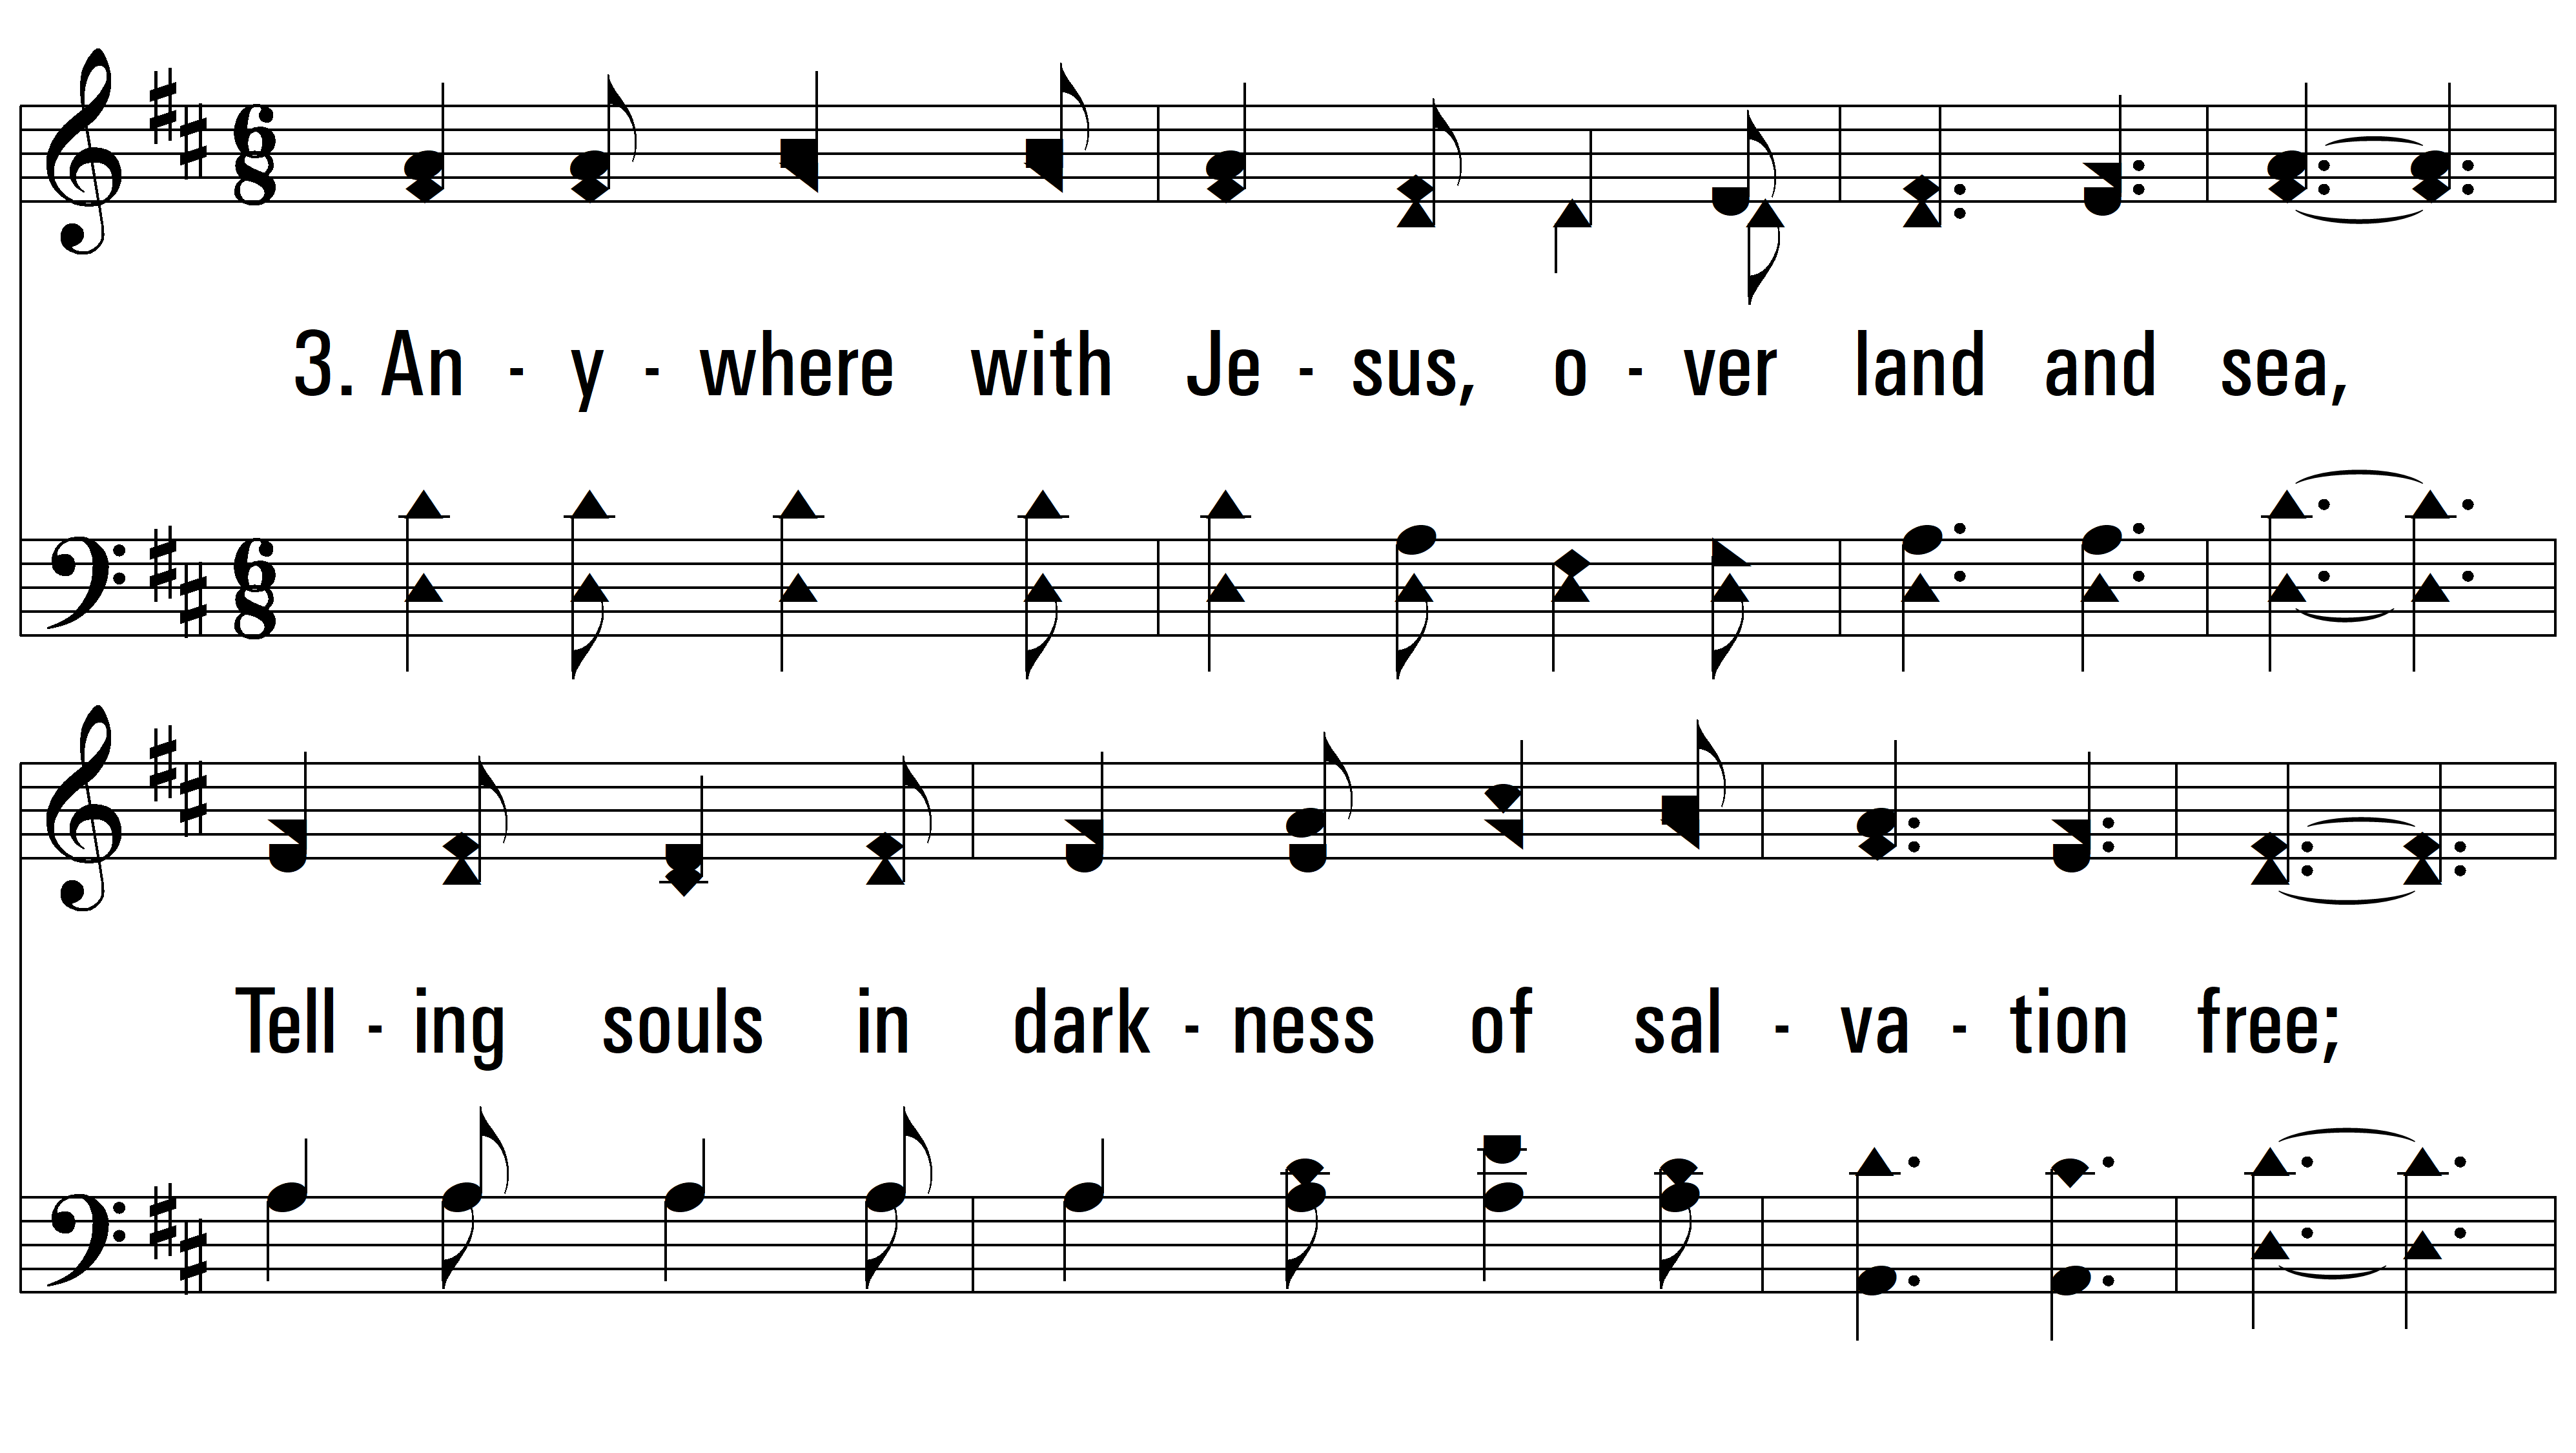 3. An - y - where with Je - sus, o - ver land and sea,
Tell - ing souls in dark - ness of sal - va - tion free;